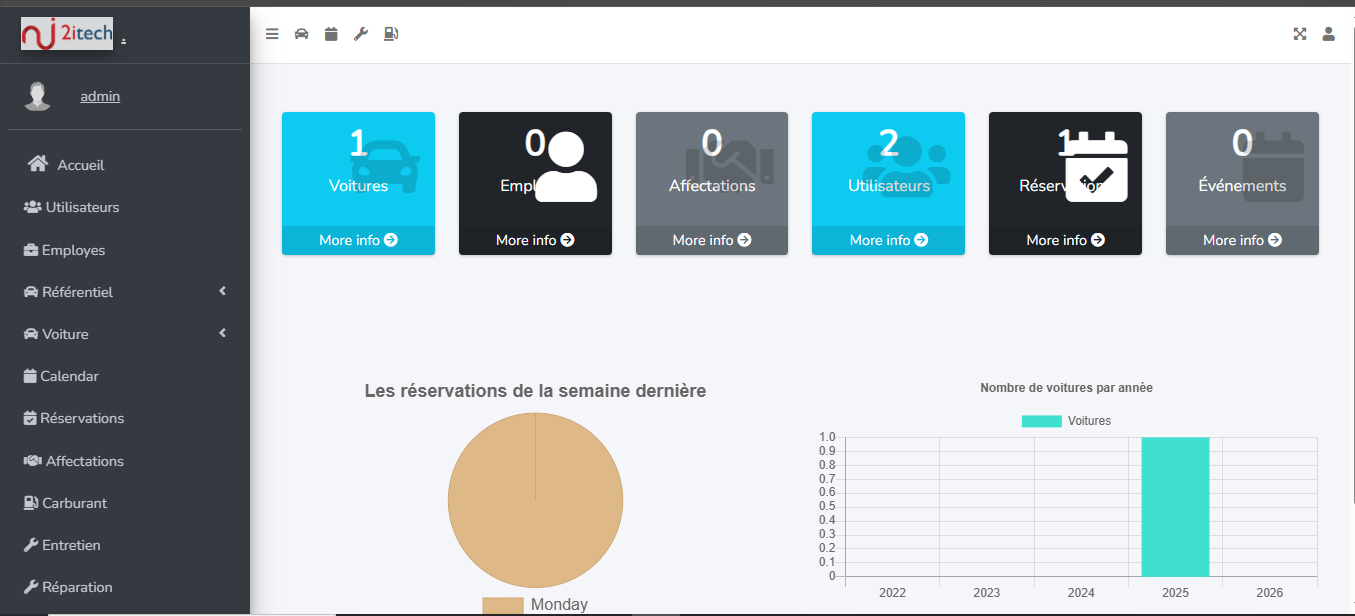 2itech
admin
Accueil
Utilisateurs
Employes
Référentiel
Voiture
Calendar
Réservations
Affectations
Carburant
Entretien
Réparation
1
Voitures
More info
0
Empl
More info
0
Affectations
More info
2
Utilisateurs
More info
1
Réservation
More info
0
Événements
More info
Les réservations de la semaine dernière
Monday
Nombre de voitures par année
Voitures
1.0
0.9
0.8
0.7
0.6
0.5
0.4
0.3
0.2
0.1
0
2022 2023 2024 2025 2026